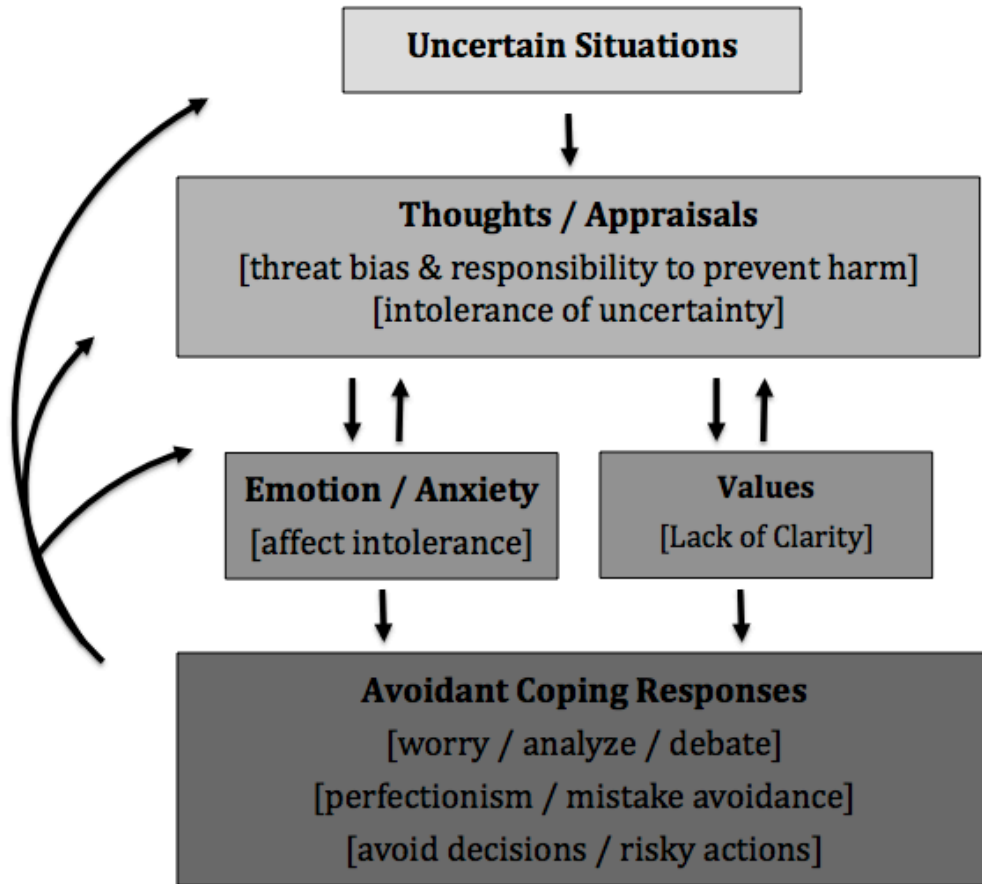 Uncertain Situations
Thoughts / Appraisals
[threat bias & responsibility to prevent harm]
[intolerance of uncertainty]
Emotion / Anxiety
[affect intolerance]
Values
[Lack of Clarity]
Avoidant Coping Responses
[worry / analyze / debate]
[perfectionism / mistake avoidance]
[avoid decisions / risky actions]